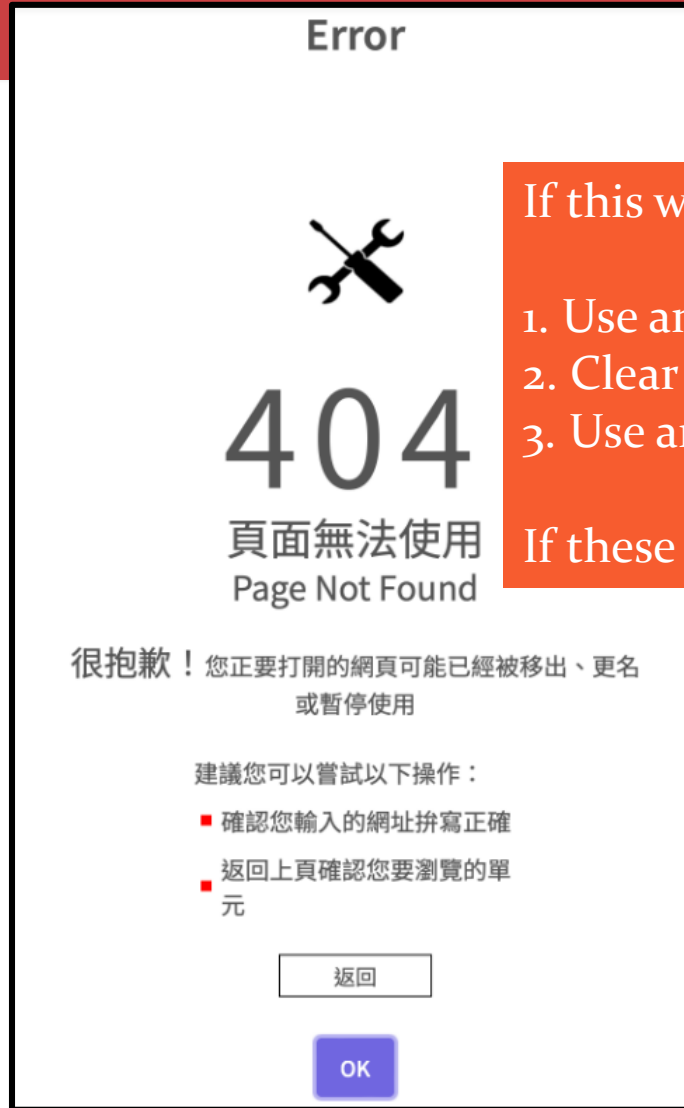 Error
If this w
1. Use an
2. Clear
3. Use an
If these
404
頁面無法使用
Page Not Found
很抱歉！您正要打開的網頁可能已經被移出、更名
或暫停使用
建議您可以嘗試以下操作：
確認您輸入的網址拚寫正確
返回上頁確認您要瀏覽的單
元
返回
OK